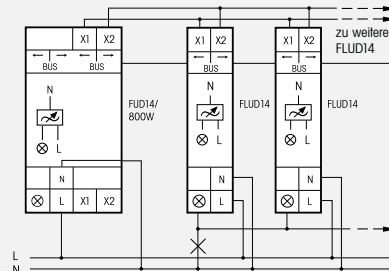 X1 X2 X1 X2 X1 X2
zu weiteren
FLUD14
BUS BUS BUS BUS
N N N
FUD14/
800W
FLUD14 FLUD14
L L L
N N N
L X1 X2 L L
L
N